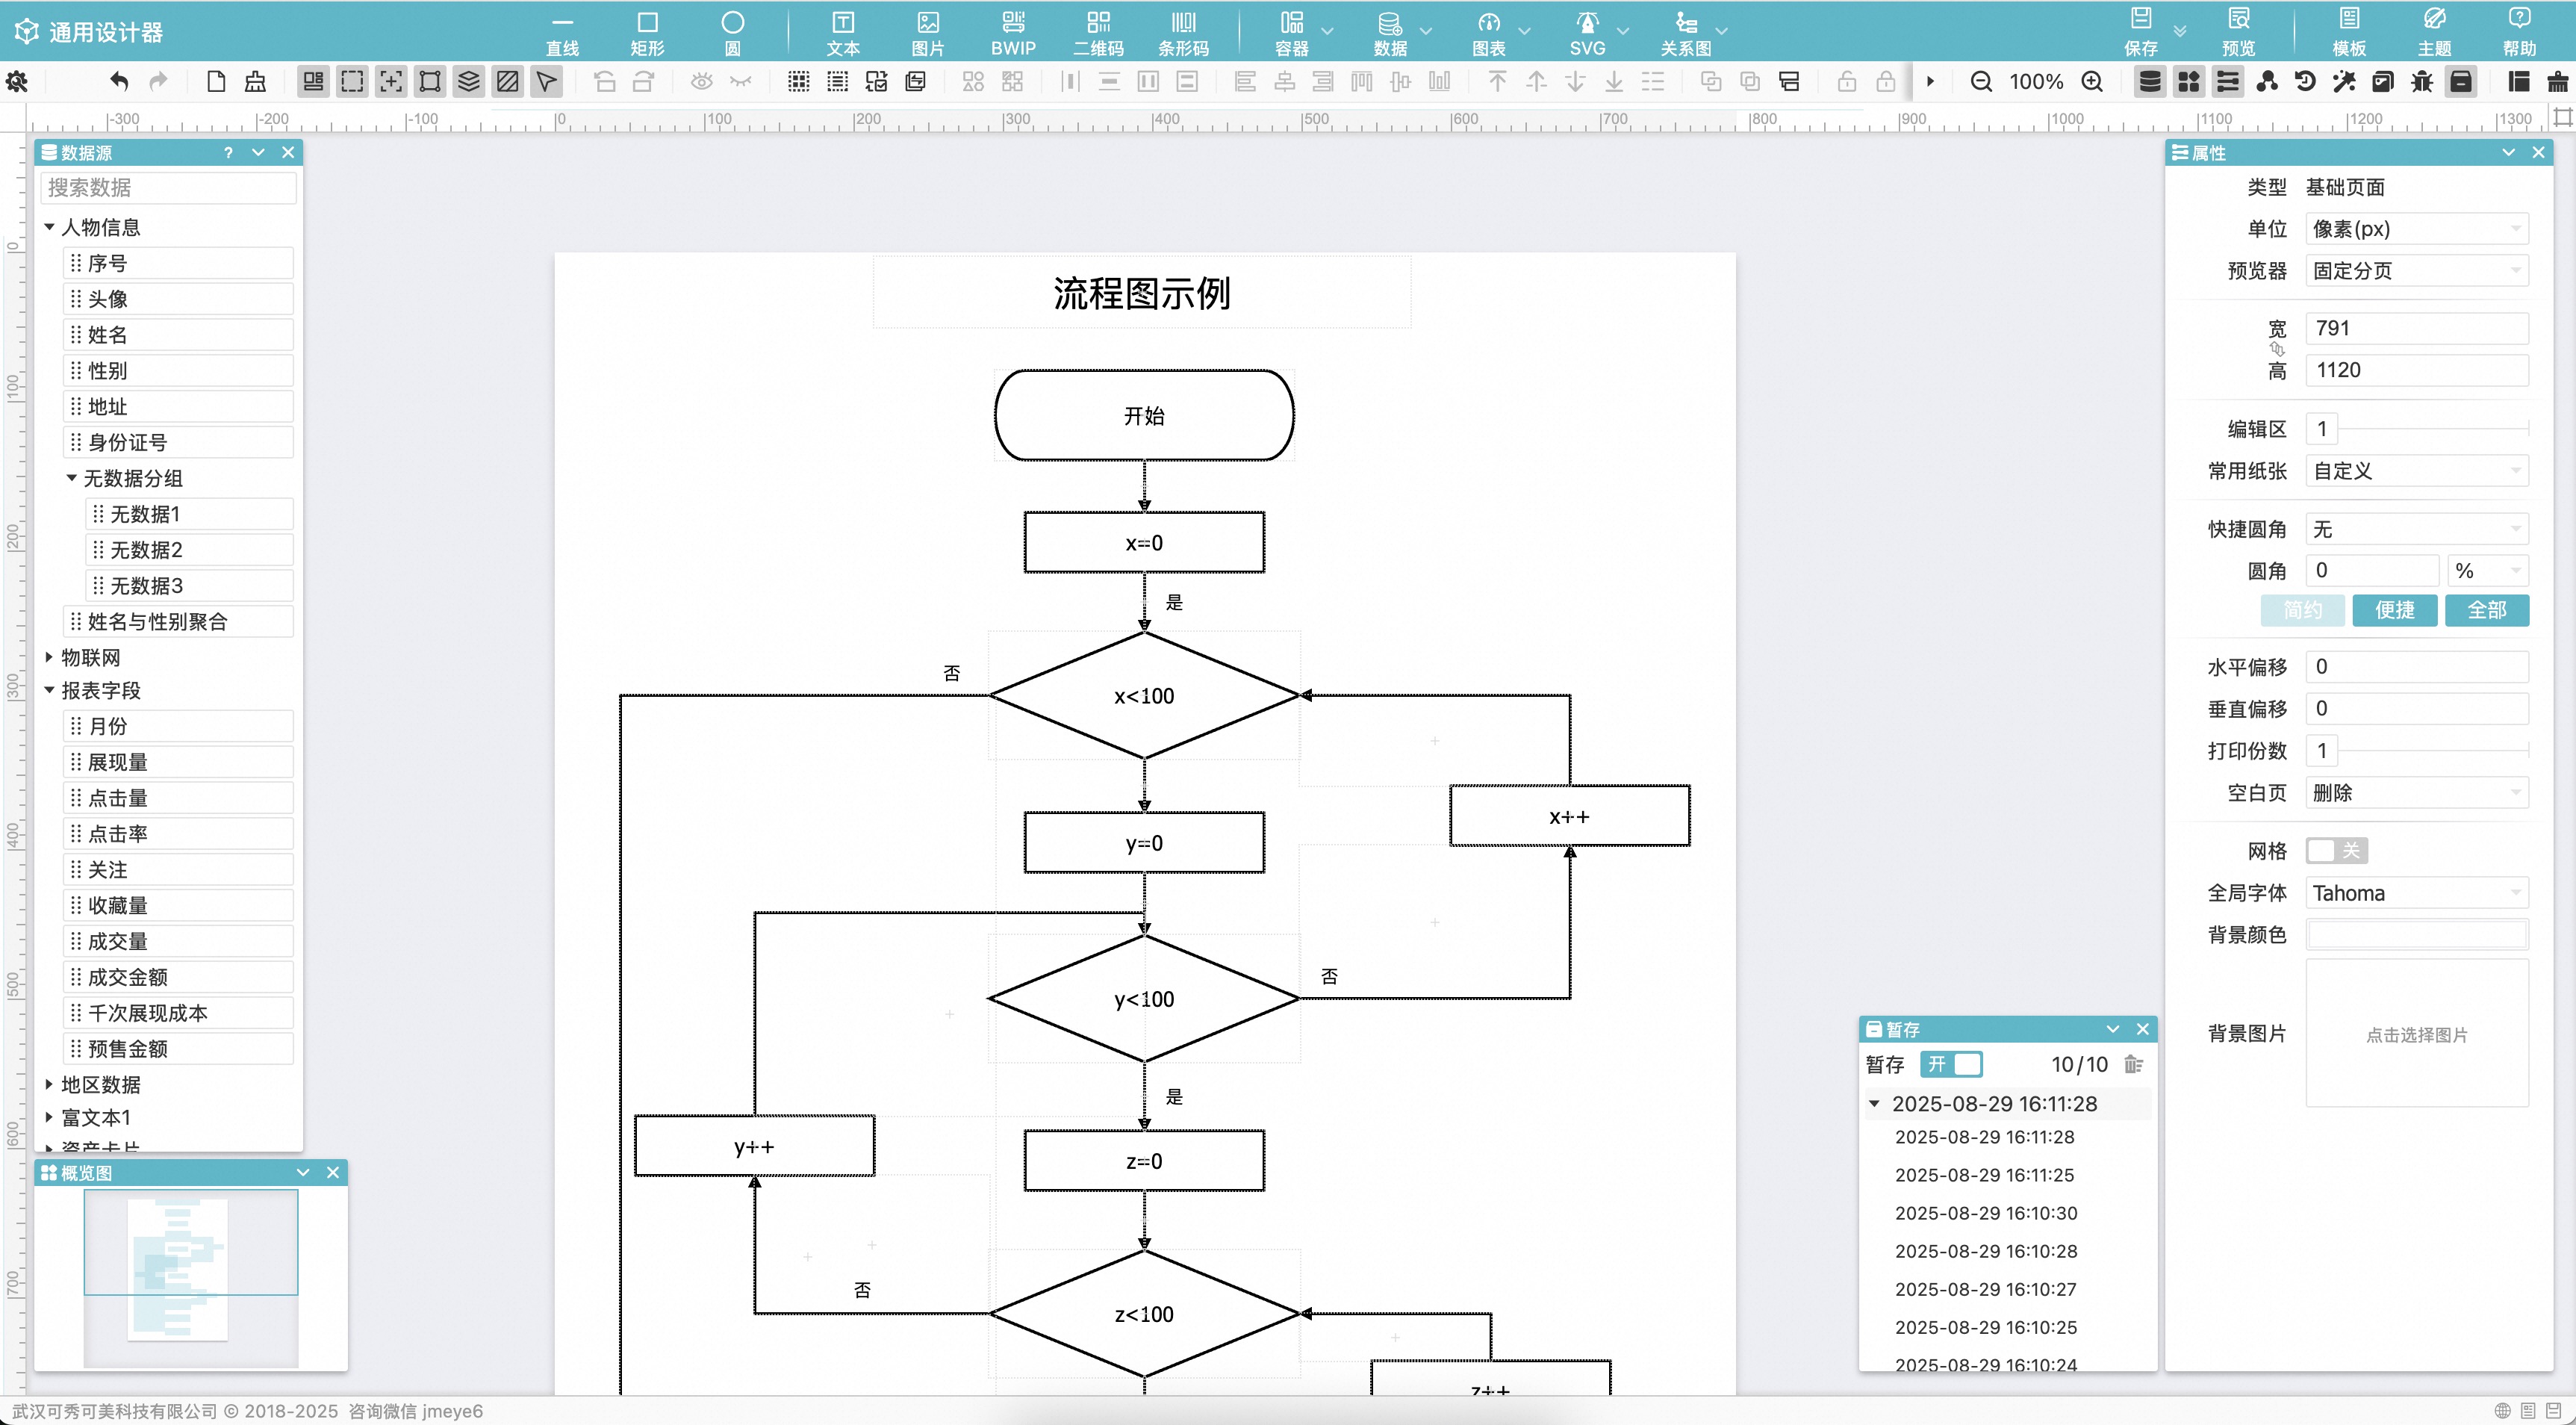 通用设计器
直线 矩形 圆 文本 图片 BWIP 二维码 条形码 容器 数据 图表 SVG 关系图 保存 预览 模板 主题 帮助
100%
-300 -200 -100 0 100 200 300 400 500 600 700 800 900 1000 1100 1200 1300
0
100
200
300
400
500
600
700
数据源 ?
搜索数据
人物信息
序号
头像
姓名
性别
地址
身份证号
无数据分组
无数据1
无数据2
无数据3
姓名与性别聚合
物联网
报表字段
月份
展现量
点击量
点击率
关注
收藏量
成交量
成交金额
千次展现成本
预售金额
地区数据
富文本1
资产卡片
概览图
流程图示例
开始
x=0
是
否
x<100
x++
y=0
否
y<100
是
y++
z=0
否
z<100
z++
暂存
暂存 开 10/10
2025-08-29 16:11:28
2025-08-29 16:11:28
2025-08-29 16:11:25
2025-08-29 16:10:30
2025-08-29 16:10:28
2025-08-29 16:10:27
2025-08-29 16:10:25
2025-08-29 16:10:24
属性
类型 基础页面
单位 像素(px)
预览器 固定分页
宽 791
高 1120
编辑区 1
常用纸张 自定义
快捷圆角 无
圆角 0 %
简约 便捷 全部
水平偏移 0
垂直偏移 0
打印份数 1
空白页 删除
网格 关
全局字体 Tahoma
背景颜色
背景图片 点击选择图片
武汉可秀可美科技有限公司 © 2018-2025 咨询微信 jmeye6